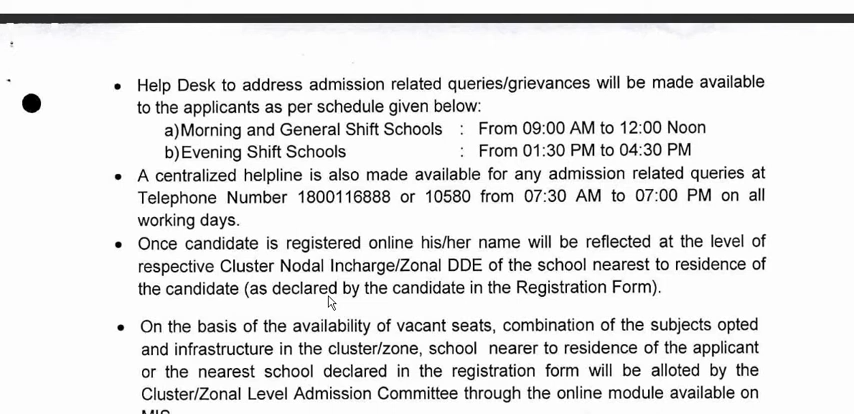 • Help Desk to address admission related queries/grievances will be made available
to the applicants as per schedule given below:
a)Morning and General Shift Schools : From 09:00 AM to 12:00 Noon
b)Evening Shift Schools : From 01:30 PM to 04:30 PM
• A centralized helpline is also made available for any admission related queries at
Telephone Number 1800116888 or 10580 from 07:30 AM to 07:00 PM on all
working days.
• Once candidate is registered online his/her name will be reflected at the level of
respective Cluster Nodal Incharge/Zonal DDE of the school nearest to residence of
the candidate (as declared by the candidate in the Registration Form).
• On the basis of the availability of vacant seats, combination of the subjects opted
and infrastructure in the cluster/zone, school nearer to residence of the applicant
or the nearest school declared in the registration form will be alloted by the
Cluster/Zonal Level Admission Committee through the online module available on